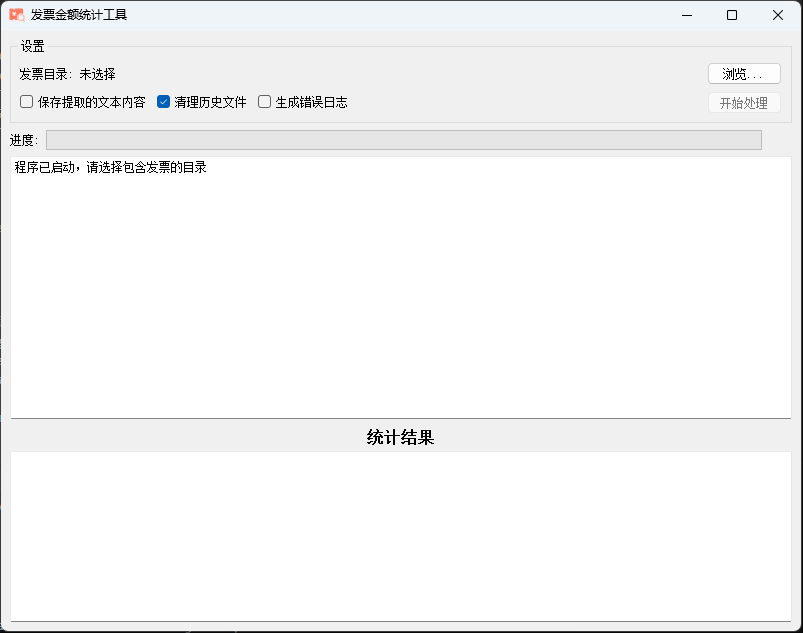 发票金额统计工具
设置
发票目录: 未选择 浏览...
保存提取的文本内容 清理历史文件 生成错误日志 开始处理
进度:
程序已启动，请选择包含发票的目录
统计结果